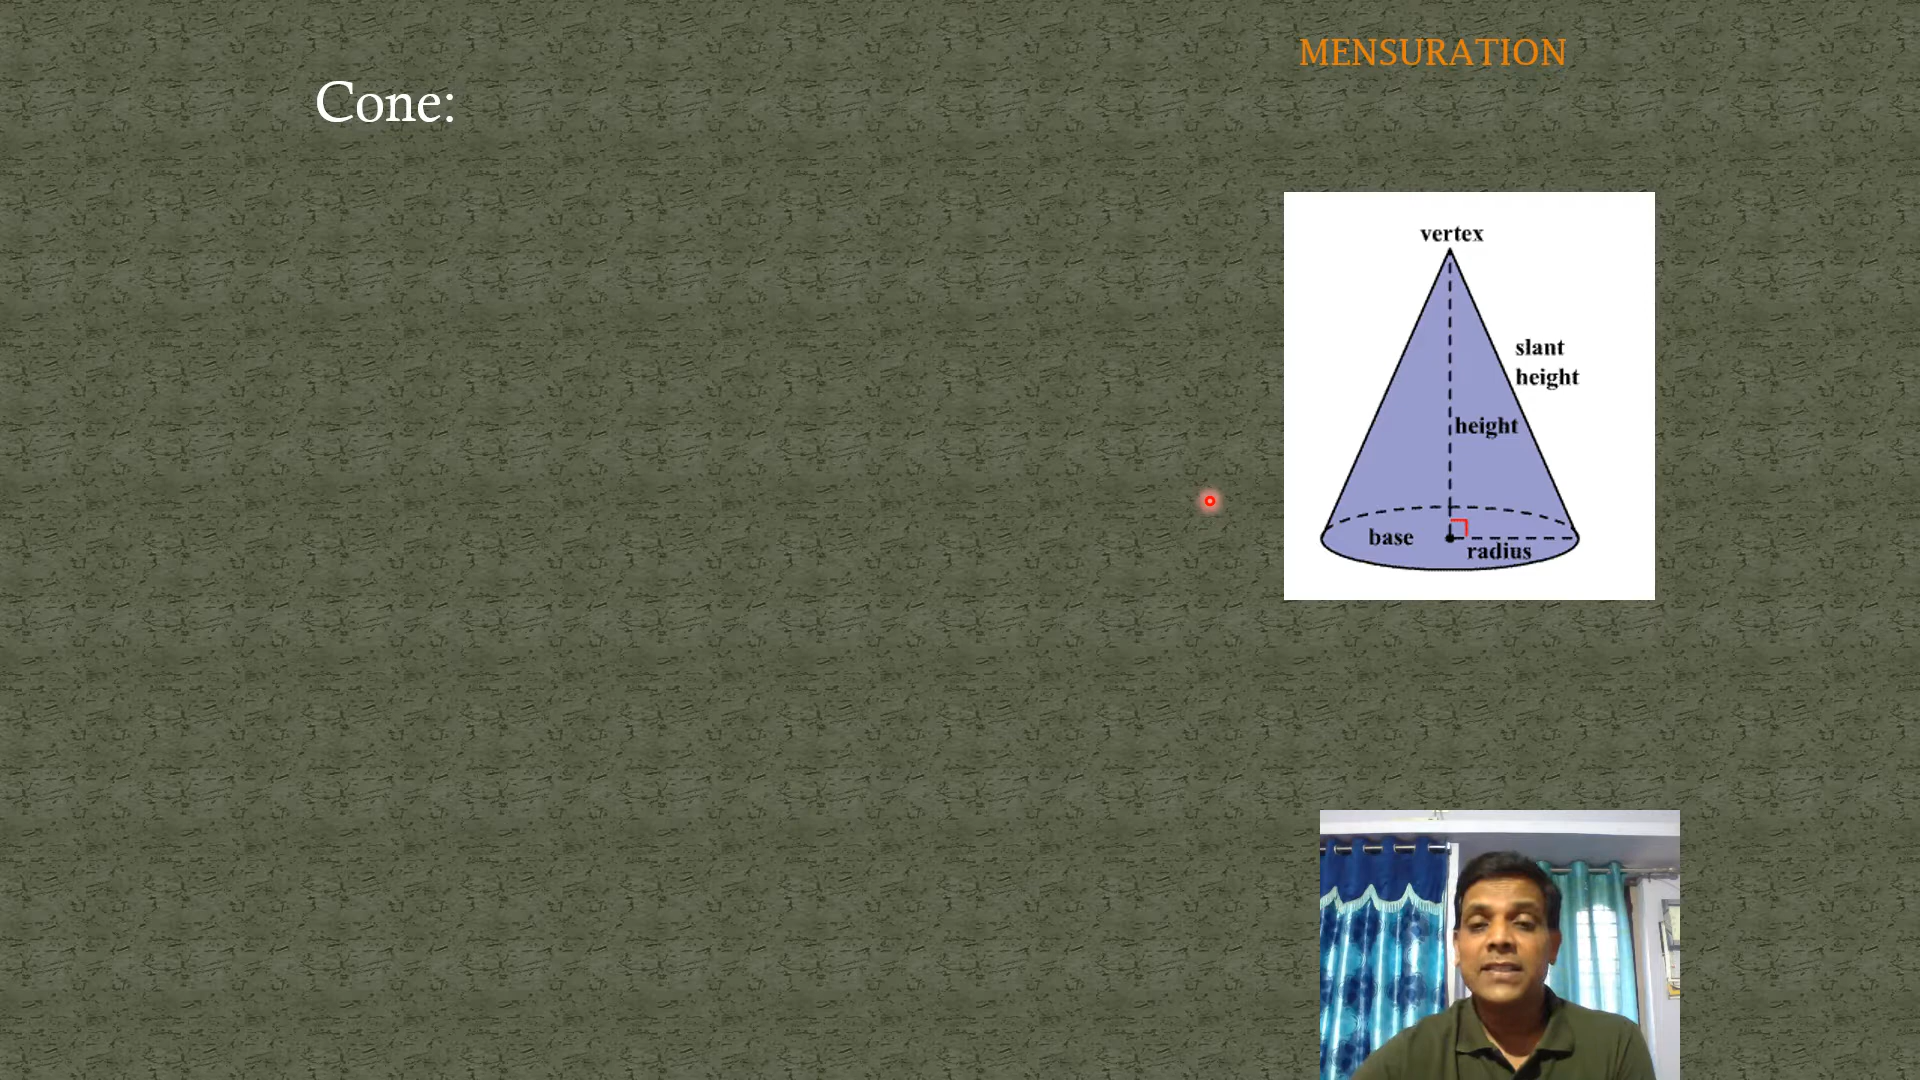 MENSURATION
Cone:
vertex
slant
height
height
base
radius